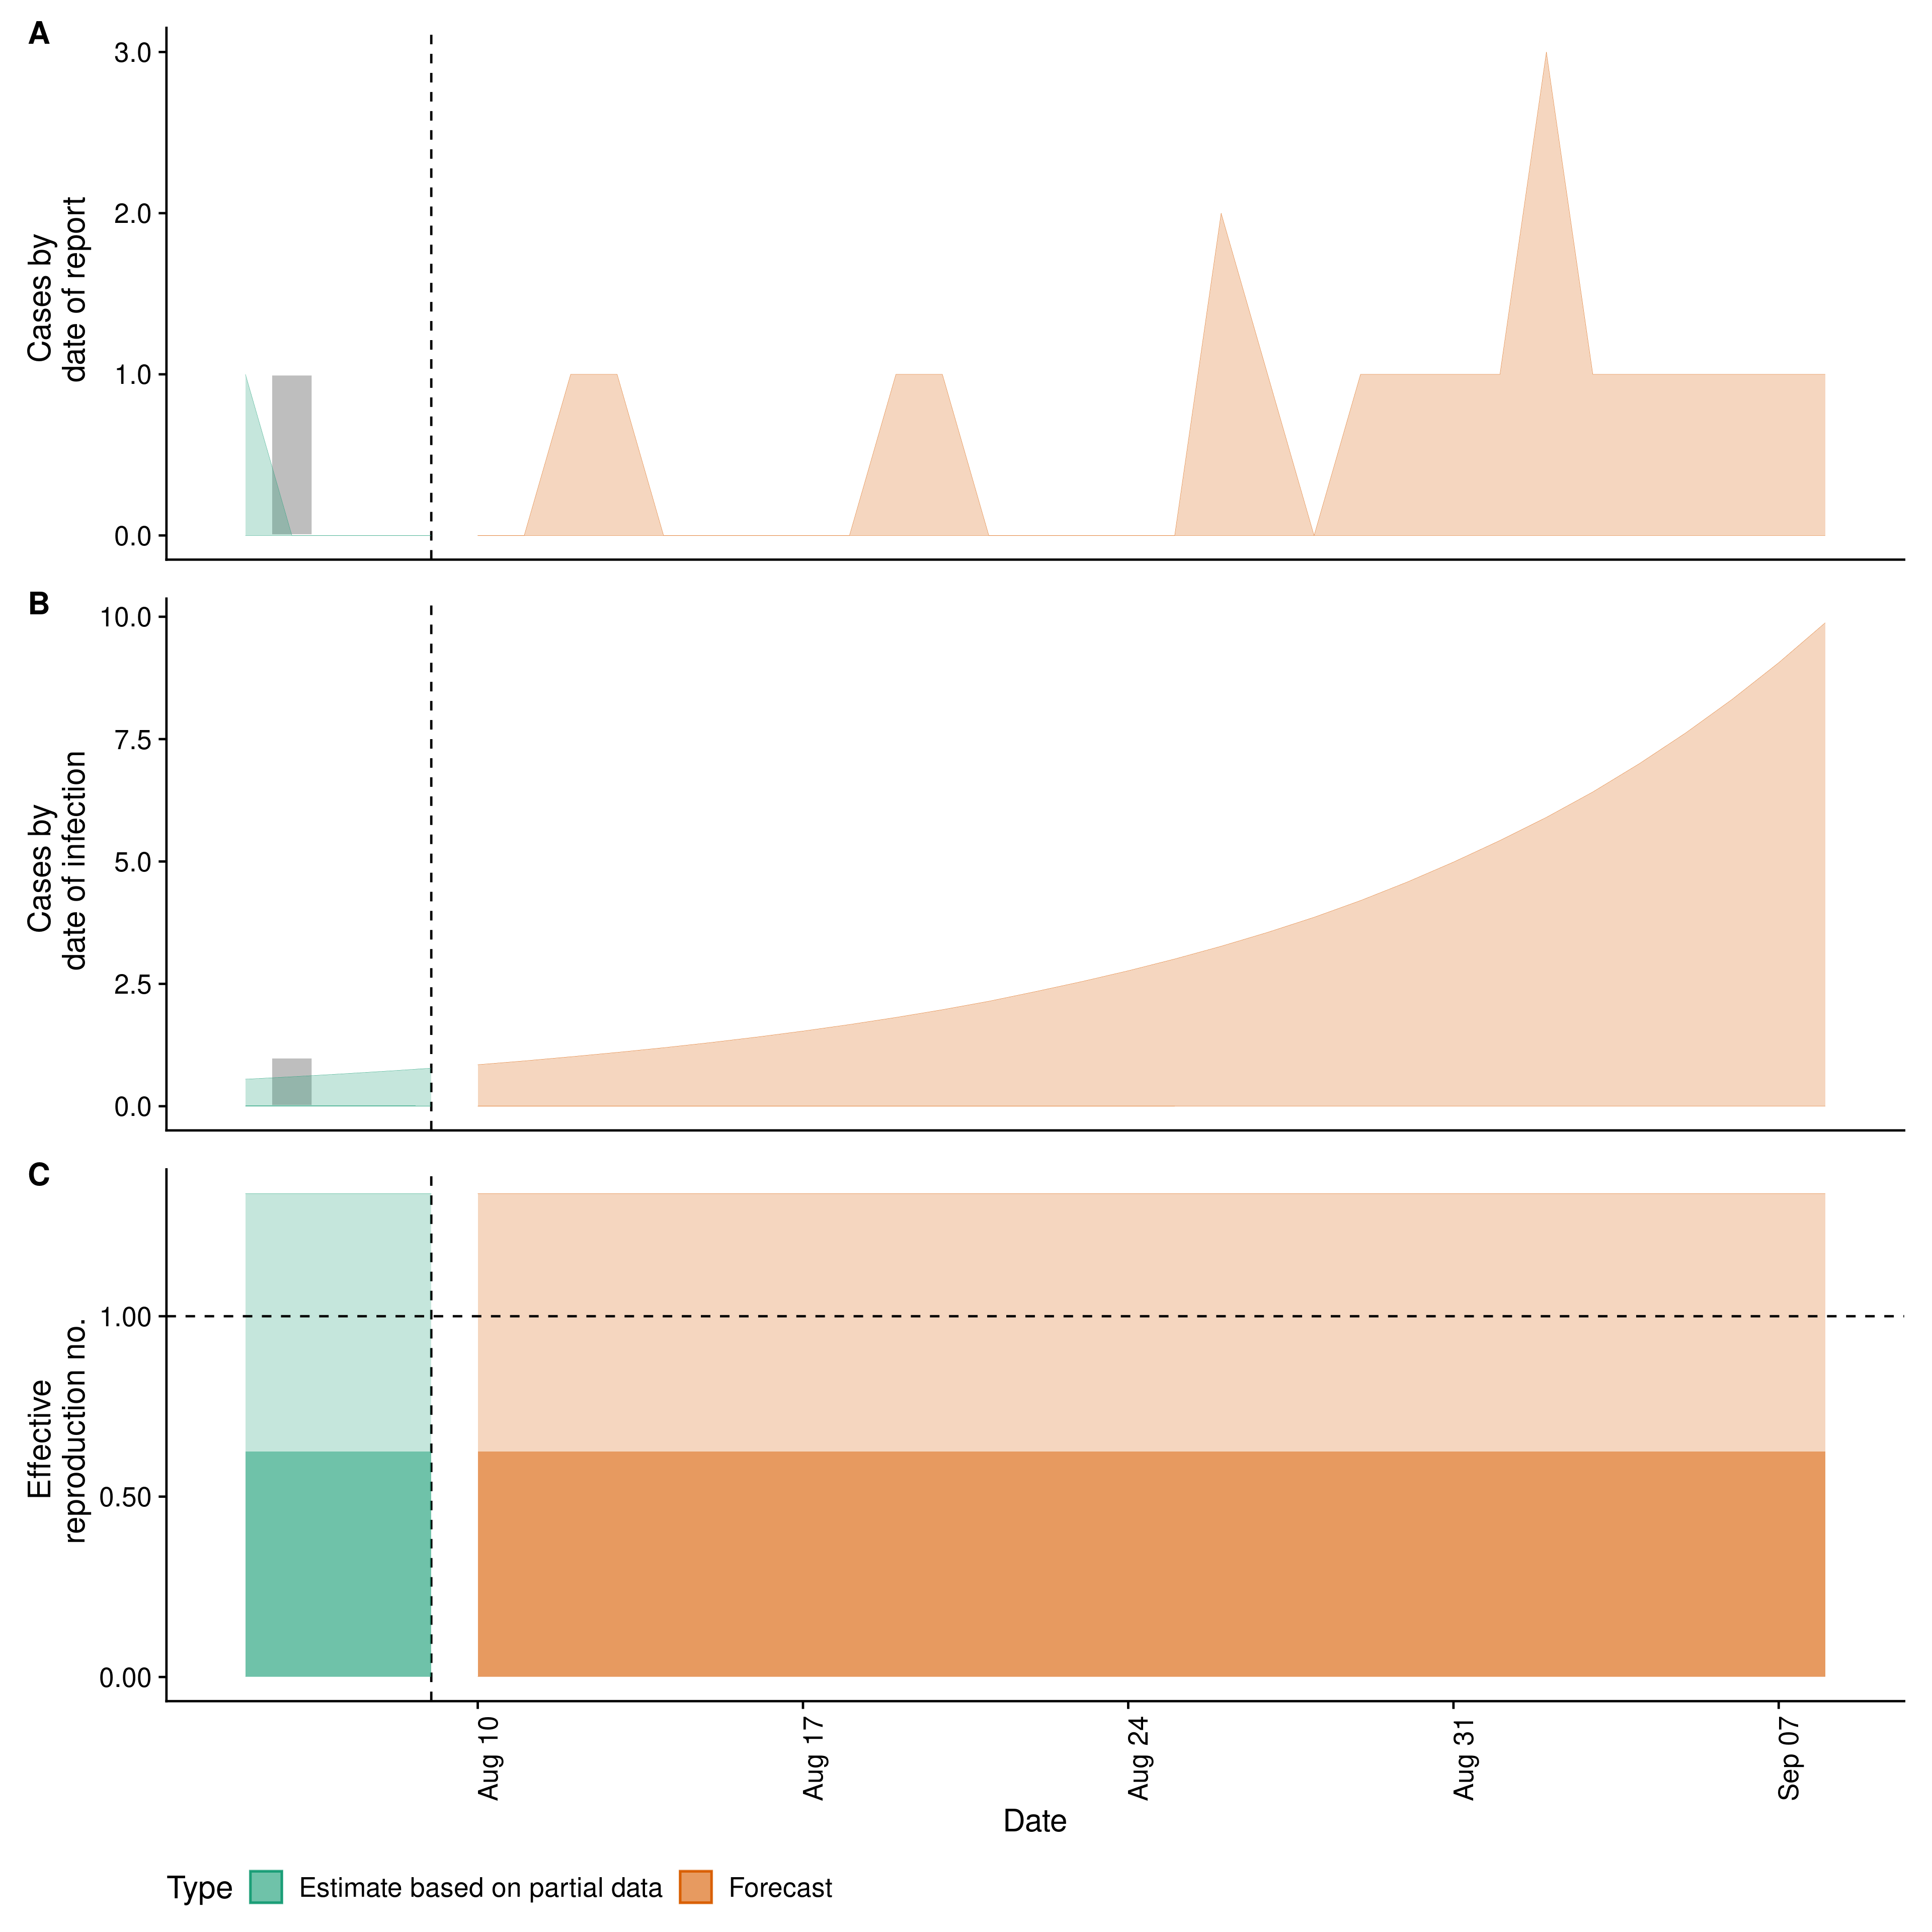 A
3.0
2.0
1.0
0.0
Cases by
date of report
B
10.0
7.5
5.0
2.5
0.0
Cases by
date of infection
C
1.00
0.50
0.00
Effective
reproduction no.
Aug 10
Aug 17
Aug 24
Aug 31
Sep 07
Date
Type Estimate based on partial data Forecast